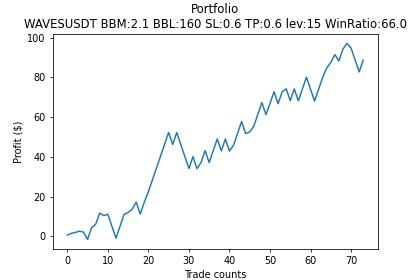 Portfolio
WAVESUSDT BBM:2.1 BBL:160 SL:0.6 TP:0.6 lev:15 WinRatio:66.0
100
80
60
40
20
0
Profit ($)
0 10 20 30 40 50 60 70
Trade counts